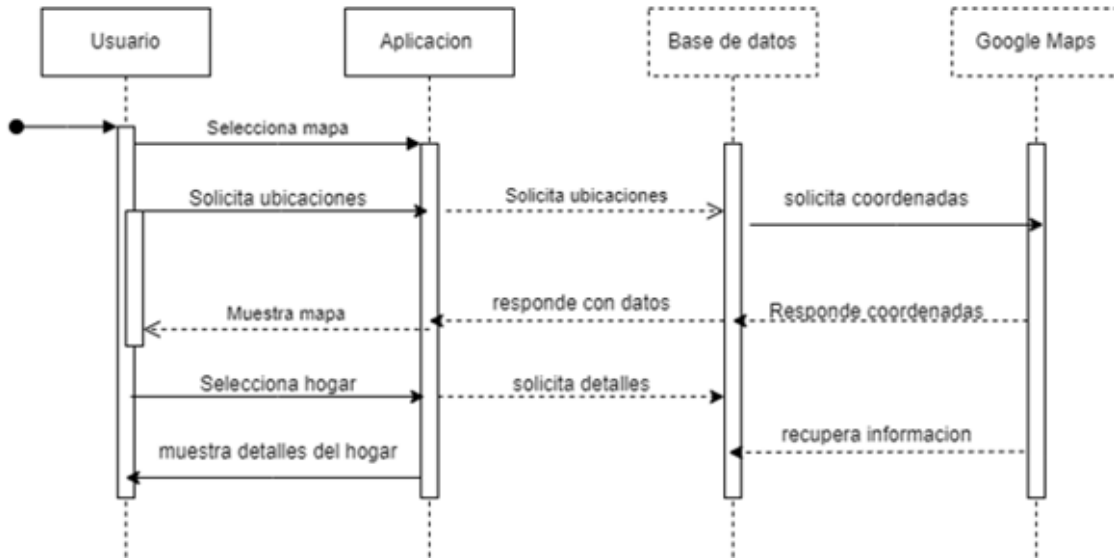 Usuario
Aplicacion
Base de datos
Google Maps
Selecciona mapa
Solicita ubicaciones
Solicita ubicaciones
solicita coordenadas
Muestra mapa
responde con datos
Responde coordenadas
Selecciona hogar
solicita detalles
muestra detalles del hogar
recupera informacion